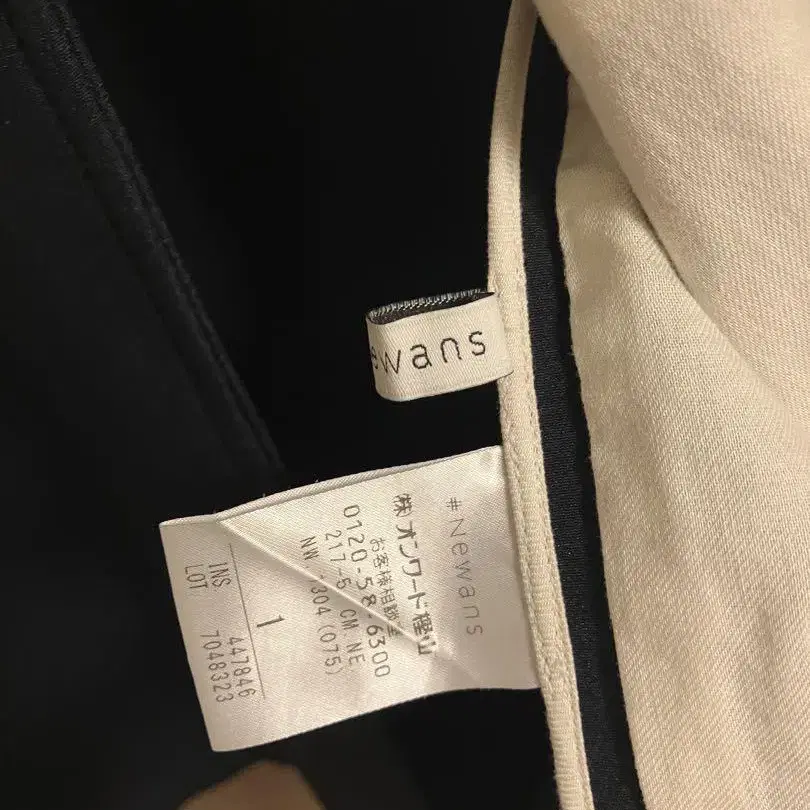 ewans
#Newans
㈱オンワード樫山
お客様相談室
0120-58-6300
217-5 CM.NE
304(075)
1
INS 447846
LOT 7048323